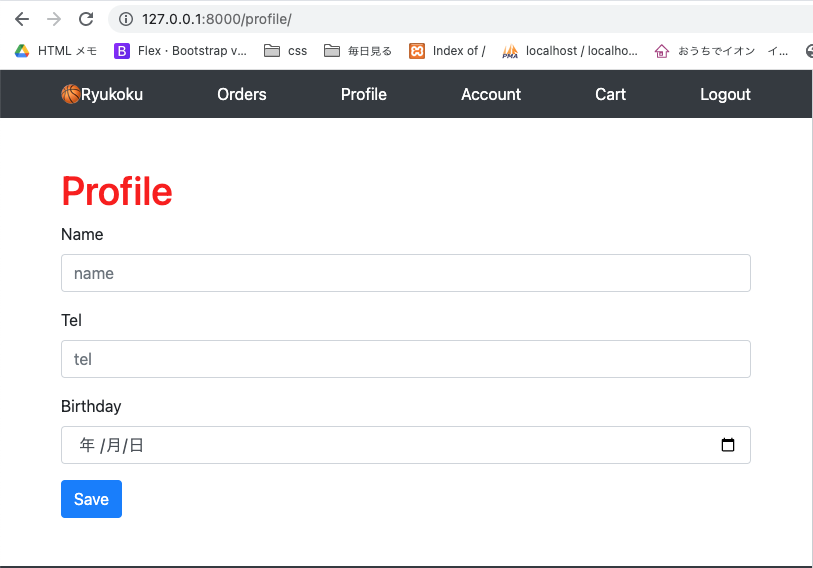 127.0.0.1:8000/profile/
HTML メモ Flex · Bootstrap v... css 毎日見る Index of / localhost / localho... おうちでイオン イ...
Ryukoku Orders Profile Account Cart Logout
Profile
Name
name
Tel
tel
Birthday
年 /月/日
Save